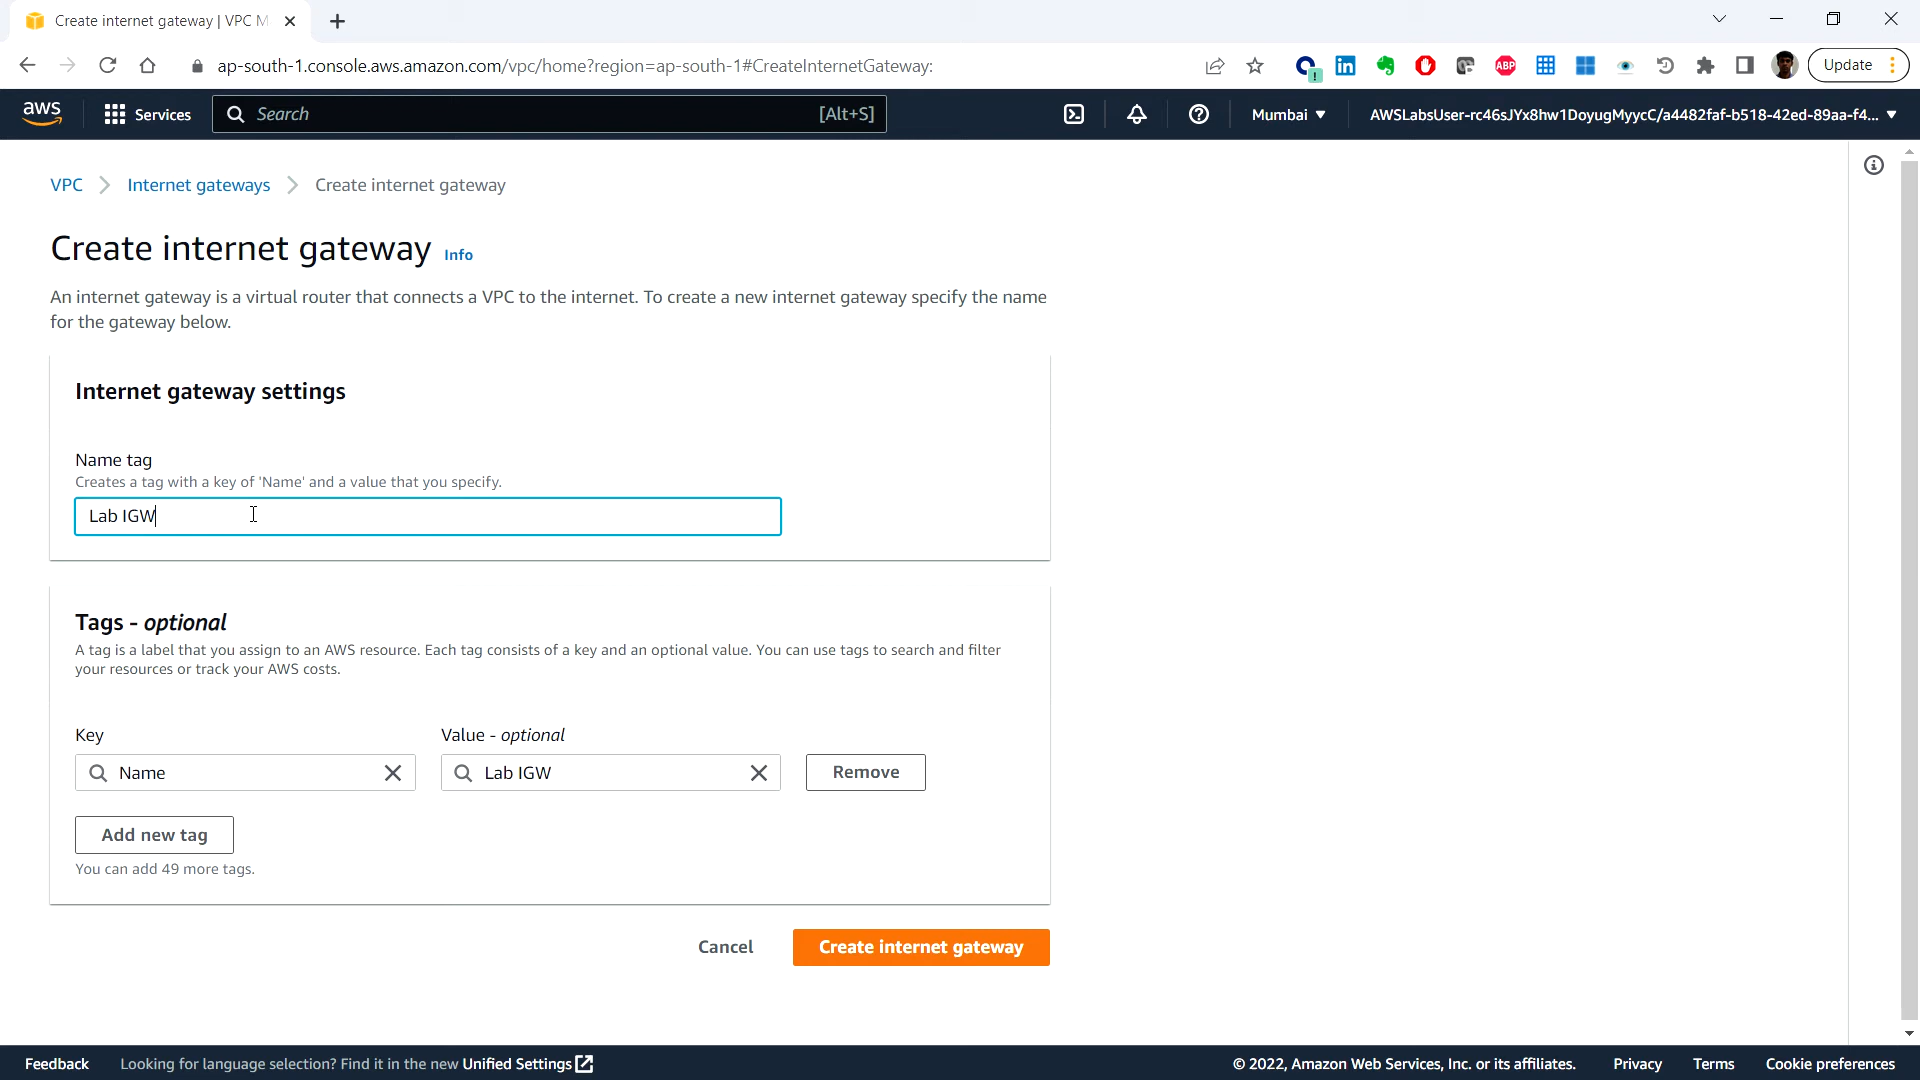 Create internet gateway | VPC M
ap-south-1.console.aws.amazon.com/vpc/home?region=ap-south-1#CreateInternetGateway:
ABP
Update
aws
Services
Search
[Alt+S]
Mumbai
AWSLabsUser-rc46sJYx8hw1DoyugMyycC/a4482faf-b518-42ed-89aa-f4...
VPC
Internet gateways
Create internet gateway
Create internet gateway Info
An internet gateway is a virtual router that connects a VPC to the internet. To create a new internet gateway specify the name
for the gateway below.
Internet gateway settings
Name tag
Creates a tag with a key of 'Name' and a value that you specify.
Lab IGW
Tags - optional
A tag is a label that you assign to an AWS resource. Each tag consists of a key and an optional value. You can use tags to search and filter
your resources or track your AWS costs.
Key
Value - optional
Name
Lab IGW
Remove
Add new tag
You can add 49 more tags.
Cancel
Create internet gateway
Feedback
Looking for language selection? Find it in the new Unified Settings
© 2022, Amazon Web Services, Inc. or its affiliates.
Privacy
Terms
Cookie preferences